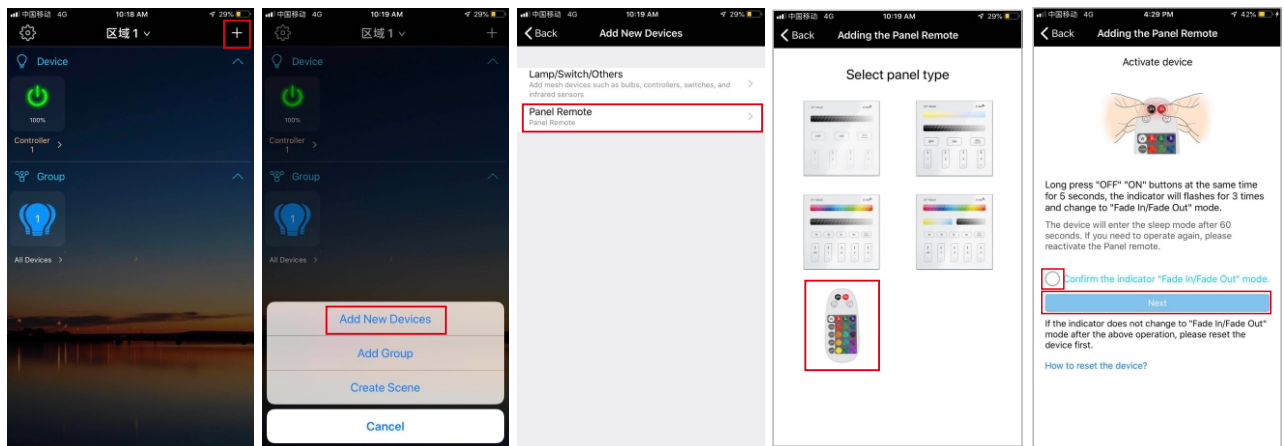 中国移动 4G 10:18 AM 29%
区域 1
+
Device
100%
Controller
1
Group
1
All Devices
中国移动 4G 10:19 AM 29%
区域 1
+
Device
100%
Controller
1
Group
1
All Devices
Add New Devices
Add Group
Create Scene
Cancel
中国移动 4G 10:19 AM 29%
Back Add New Devices
Lamp/Switch/Others
Add mesh devices such as bulbs, controllers, switches, and
infrared sensors
Panel Remote
Panel Remote
中国移动 4G 10:19 AM 29%
Back Adding the Panel Remote
Select panel type
中国移动 4G 4:29 PM 42%
Back Adding the Panel Remote
Activate device
Long press "OFF" "ON" buttons at the same time
for 5 seconds, the indicator will flashes for 3 times
and change to "Fade In/Fade Out" mode.
The device will enter the sleep mode after 60
seconds. If you need to operate again, please
reactivate the Panel remote.
Confirm the indicator "Fade In/Fade Out" mode.
Next
If the indicator does not change to "Fade In/Fade Out"
mode after the above operation, please reset the
device first.
How to reset the device?